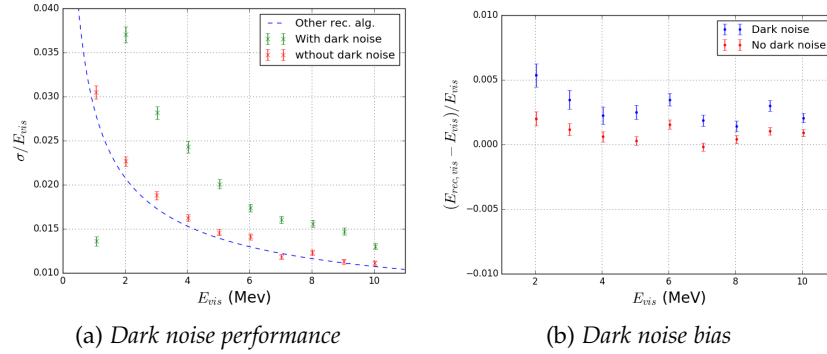 0.040
0.035
0.030
0.025
0.020
0.015
0.010
σ/E_vis
Other rec. alg.
With dark noise
wthout dark noise
0 2 4 6 8 10
E_vis (Mev)
(a) Dark noise performance
0.010
0.005
0.000
−0.005
−0.010
(E_rec, vis − E_vis)/E_vis
Dark noise
No dark noise
2 4 6 8 10
E_vis (MeV)
(b) Dark noise bias